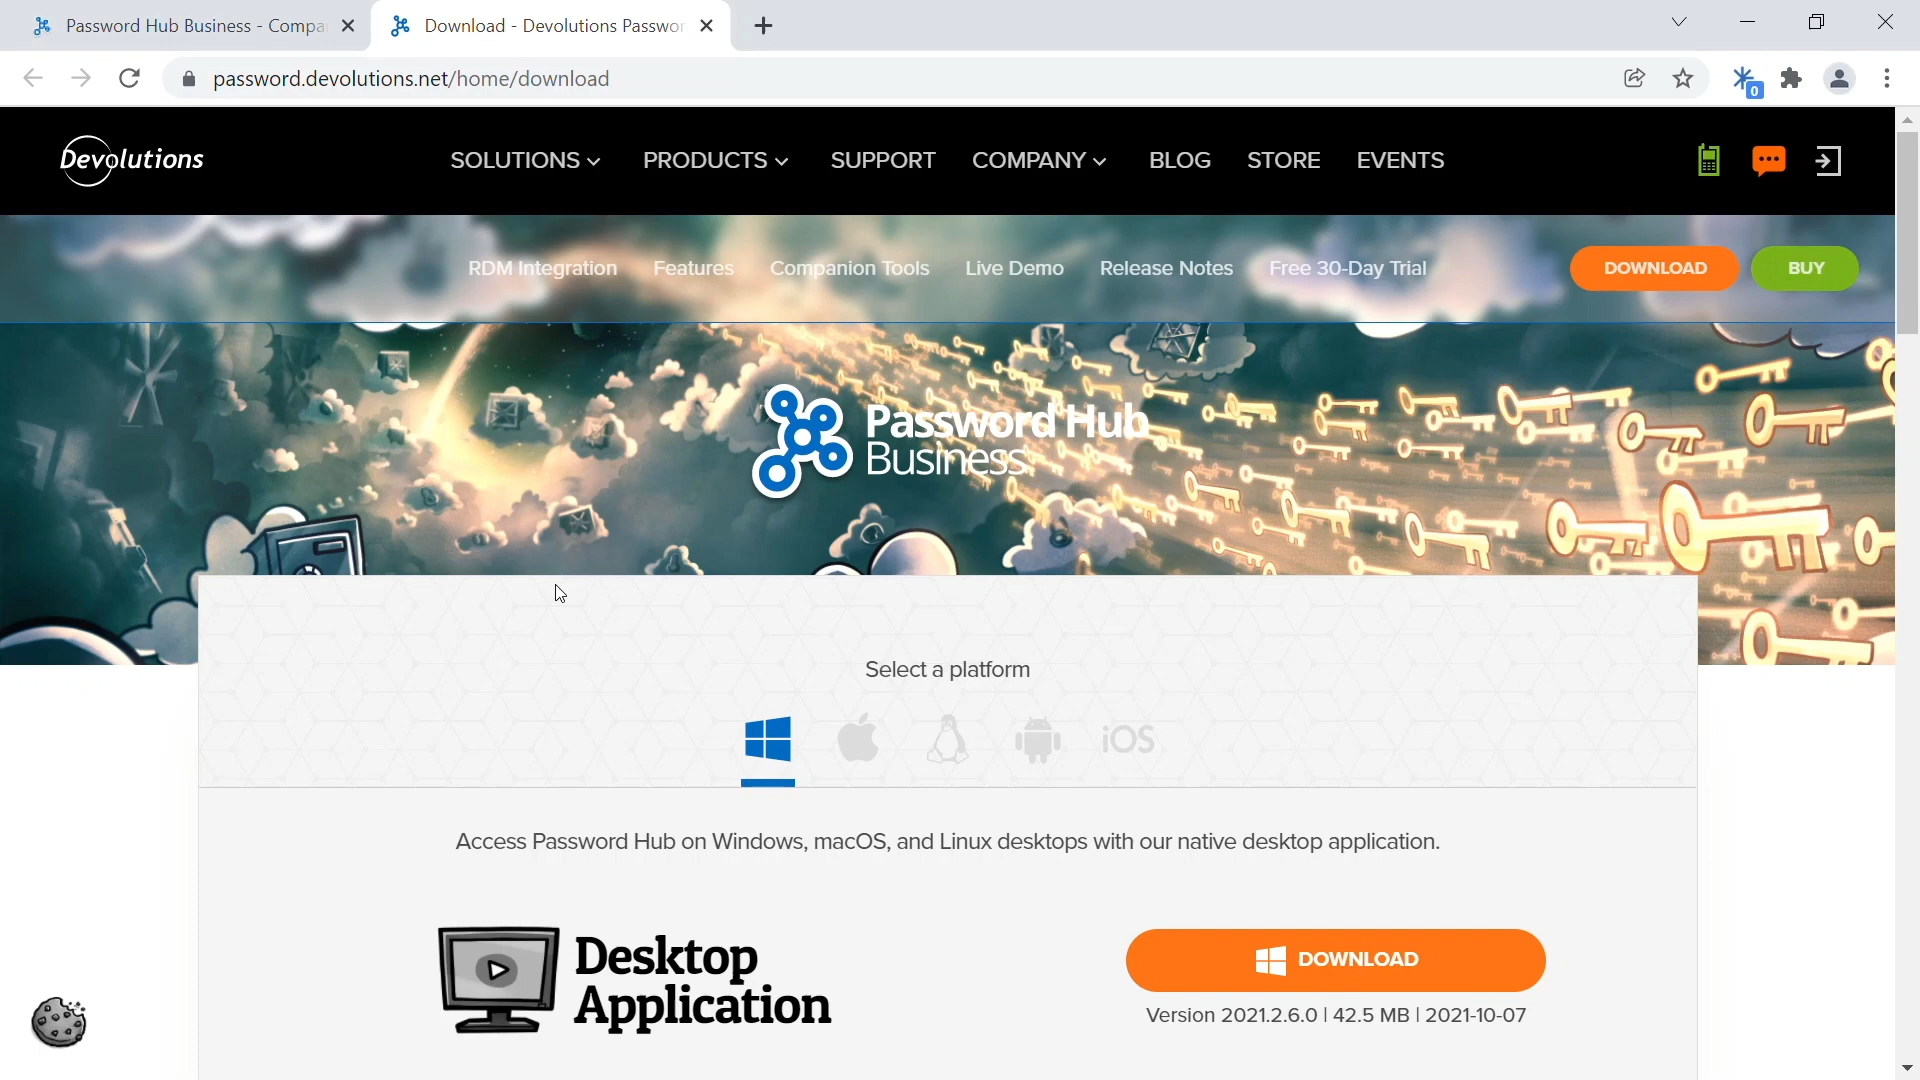 Password Hub Business - Compa
Download - Devolutions Passwor
password.devolutions.net/home/download
0
Devolutions
SOLUTIONS
PRODUCTS
SUPPORT
COMPANY
BLOG
STORE
EVENTS
RDM Integration
Features
Companion Tools
Live Demo
Release Notes
Free 30-Day Trial
DOWNLOAD
BUY
Password Hub
Business
Select a platform
iOS
Access Password Hub on Windows, macOS, and Linux desktops with our native desktop application.
Desktop
Application
DOWNLOAD
Version 2021.2.6.0 | 42.5 MB | 2021-10-07